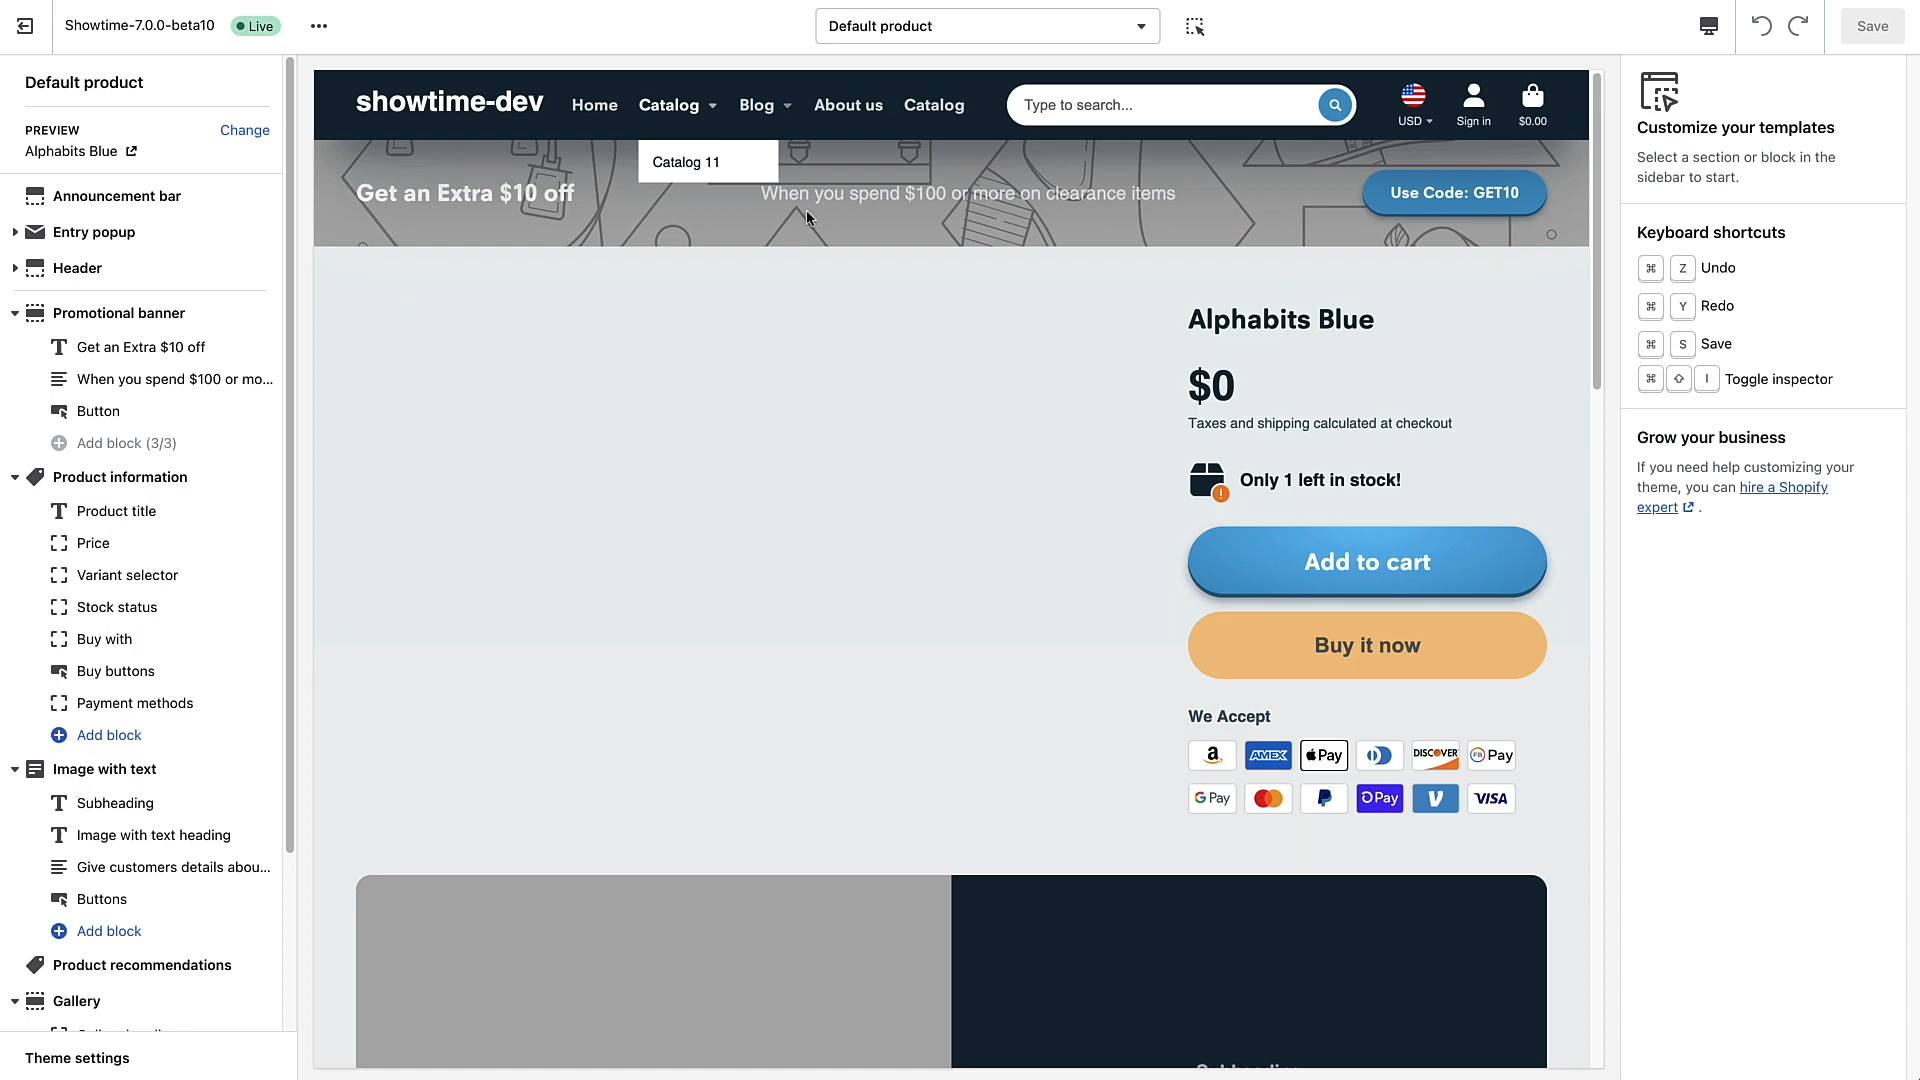 Showtime-7.0.0-beta10
Live
Default product
Save
Default product
PREVIEW
Change
Alphabits Blue
Announcement bar
Entry popup
Header
Promotional banner
Get an Extra $10 off
When you spend $100 or mo...
Button
Add block (3/3)
Product information
Product title
Price
Variant selector
Stock status
Buy with
Buy buttons
Payment methods
Add block
Image with text
Subheading
Image with text heading
Give customers details abou...
Buttons
Add block
Product recommendations
Gallery
Theme settings
showtime-dev
Home
Catalog
Blog
About us
Catalog
Type to search...
USD
Sign in
$0.00
Catalog 11
Get an Extra $10 off
When you spend $100 or more on clearance items
Use Code: GET10
Alphabits Blue
$0
Taxes and shipping calculated at checkout
Only 1 left in stock!
Add to cart
Buy it now
We Accept
a
AMEX
Pay
DISCOVER
FB Pay
G Pay
Pay
VISA
Customize your templates
Select a section or block in the
sidebar to start.
Keyboard shortcuts
⌘ Z Undo
⌘ Y Redo
⌘ S Save
⌘ ⇧ I Toggle inspector
Grow your business
If you need help customizing your
theme, you can hire a Shopify
expert .